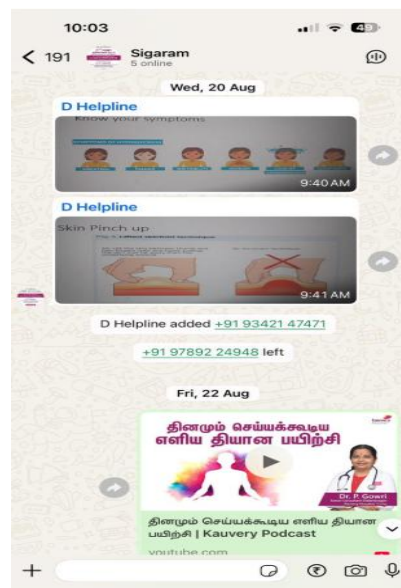 10:03
49
191
Sigaram
5 online
Wed, 20 Aug
D Helpline
Know your symptoms
9:40 AM
D Helpline
Skin Pinch up
9:41 AM
D Helpline added +91 93421 47471
+91 97892 24948 left
Fri, 22 Aug
தினமும் செய்யக்கூடிய
எளிய தியான பயிற்சி
Dr. P. Gowri
தினமும் செய்யக்கூடிய எளிய தியான
பயிற்சி | Kauvery Podcast
youtube.com